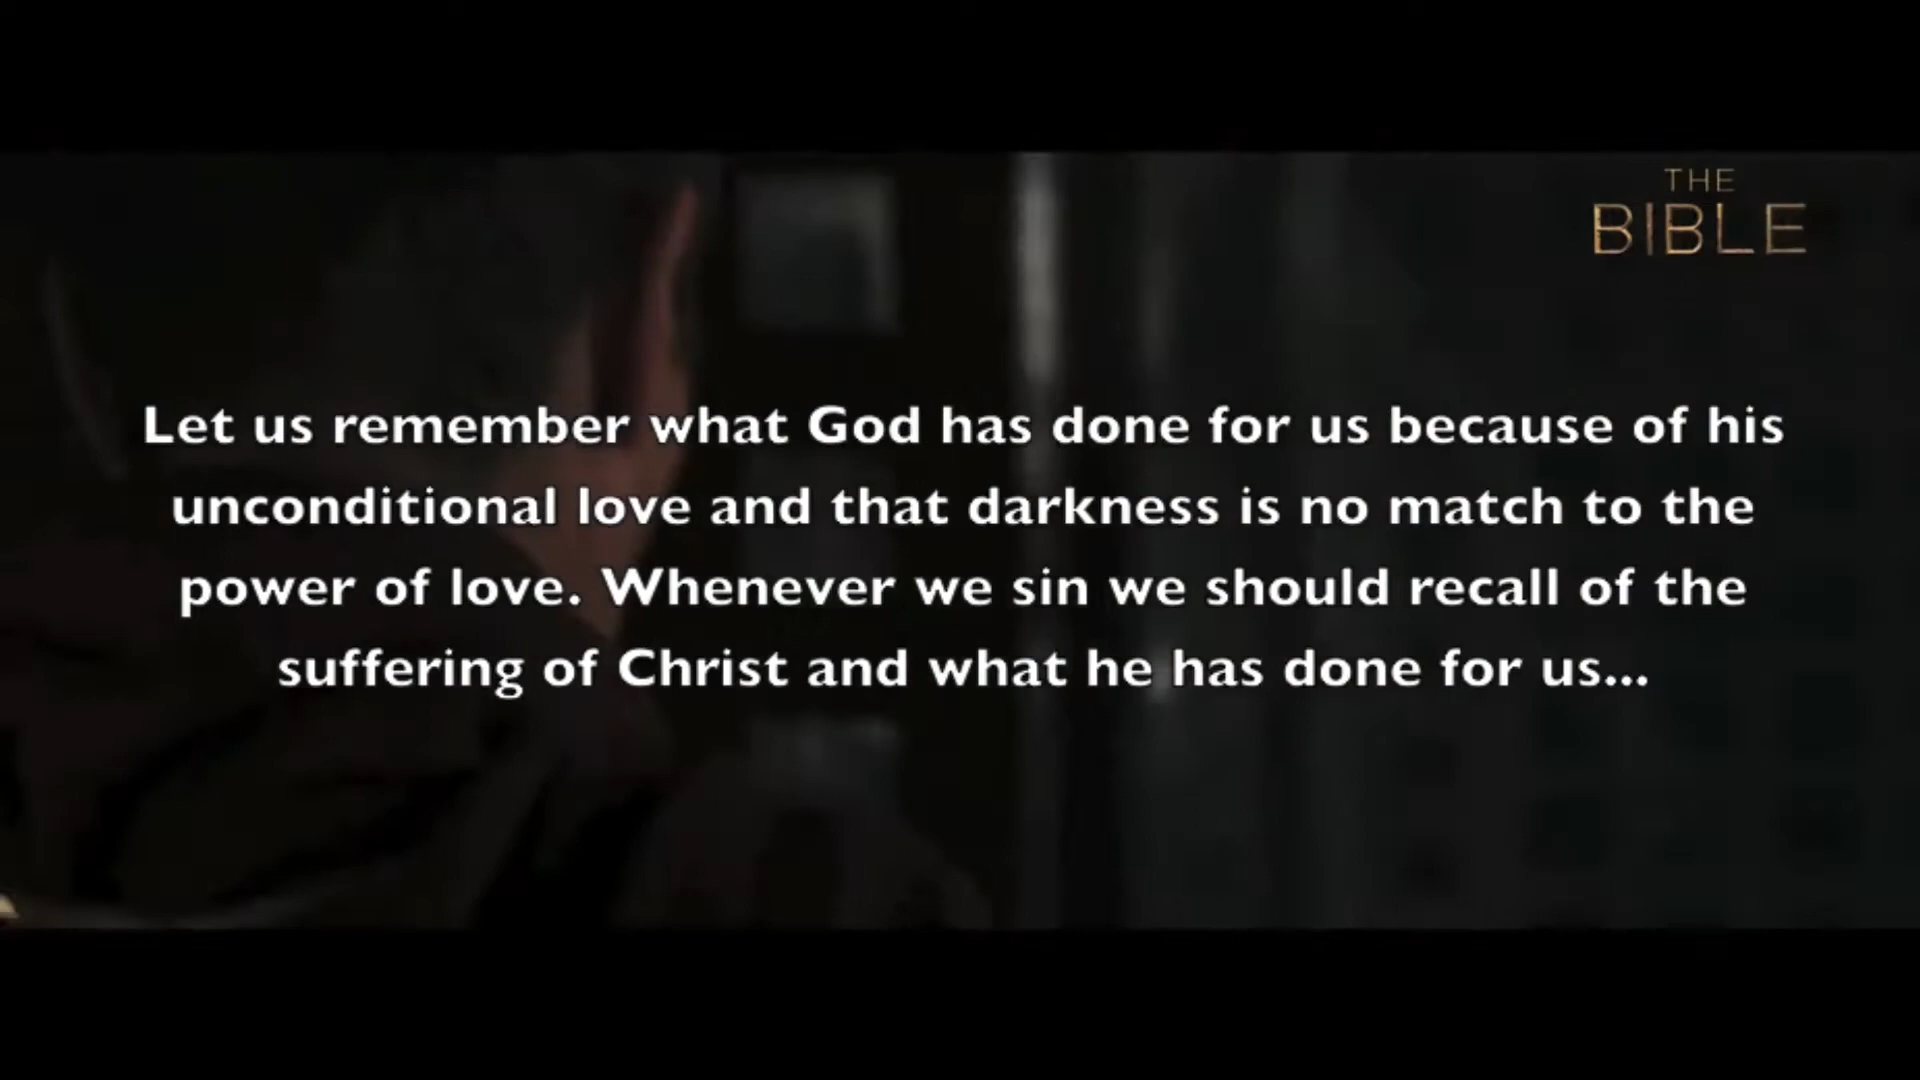 THE
BIBLE
Let us remember what God has done for us because of his
unconditional love and that darkness is no match to the
power of love. Whenever we sin we should recall of the
suffering of Christ and what he has done for us...